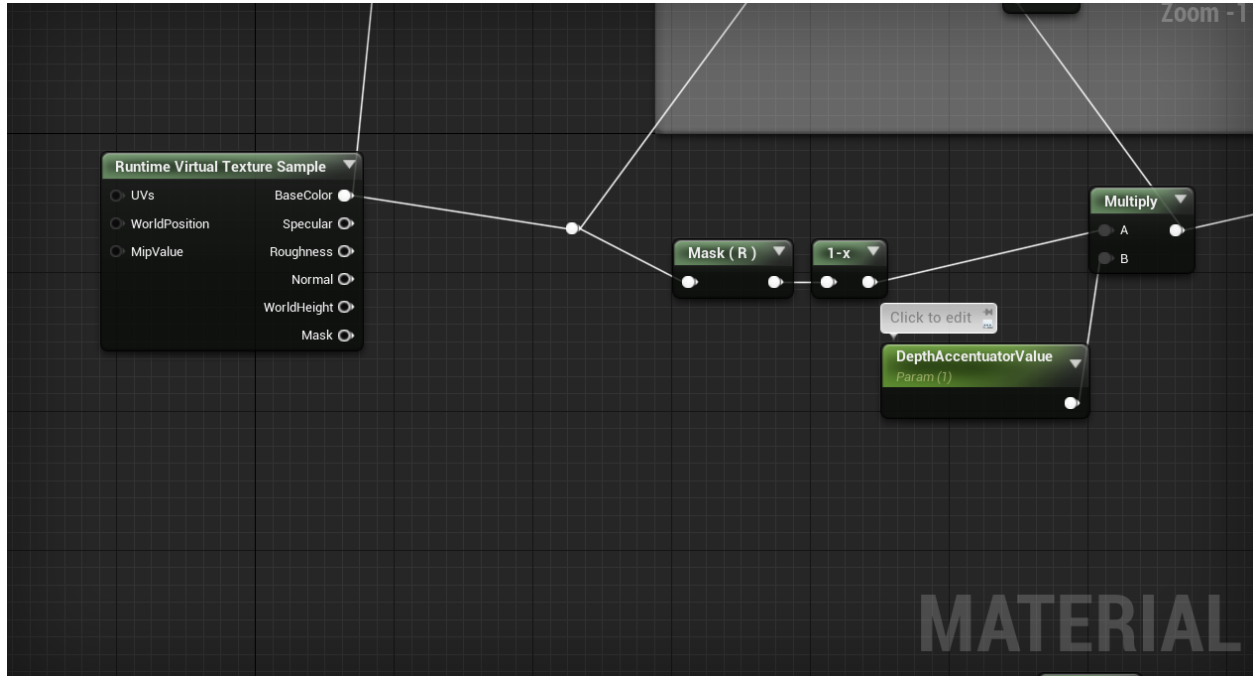 Zoom -1
Runtime Virtual Texture Sample
UVs BaseColor
WorldPosition Specular
MipValue Roughness
Normal
WorldHeight
Mask
Mask ( R )
1-x
Click to edit
DepthAccentuatorValue
Param (1)
Multiply
A
B
MATERIAL